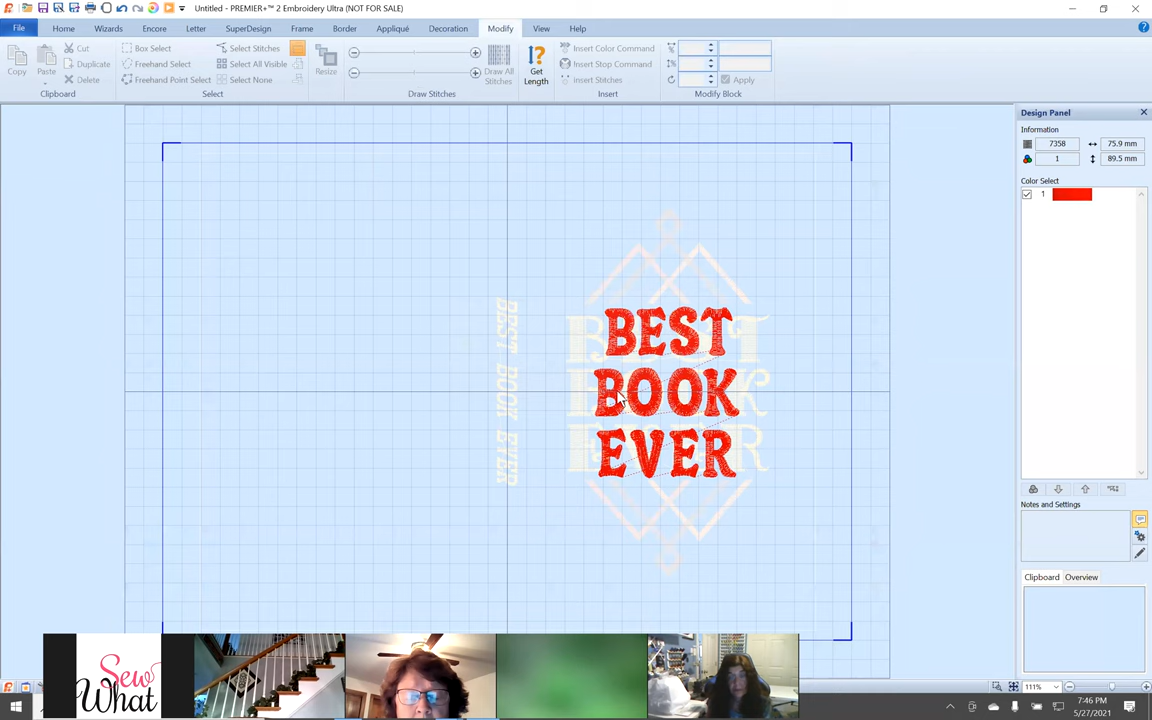 Untitled - PREMIER+™ 2 Embroidery Ultra (NOT FOR SALE)
File Home Wizards Encore Letter SuperDesign Frame Border Appliqué Decoration Modify View Help
Copy
Paste
Cut
Duplicate
Delete
Clipboard
Box Select
Freehand Select
Freehand Point Select
Select Stitches
Select All Visible
Select None
Select
Resize
Draw All Stitches
Draw Stitches
Get Length
Insert Color Command
Insert Stop Command
Insert Stitches
Insert
Apply
Modify Block
BEST BOOK EVER
BEST
BOOK
EVER
Design Panel
Information
7358 75.9 mm
1 89.5 mm
Color Select
1
Notes and Settings
Clipboard Overview
Sew
What
111%
7:46 PM
5/27/2021